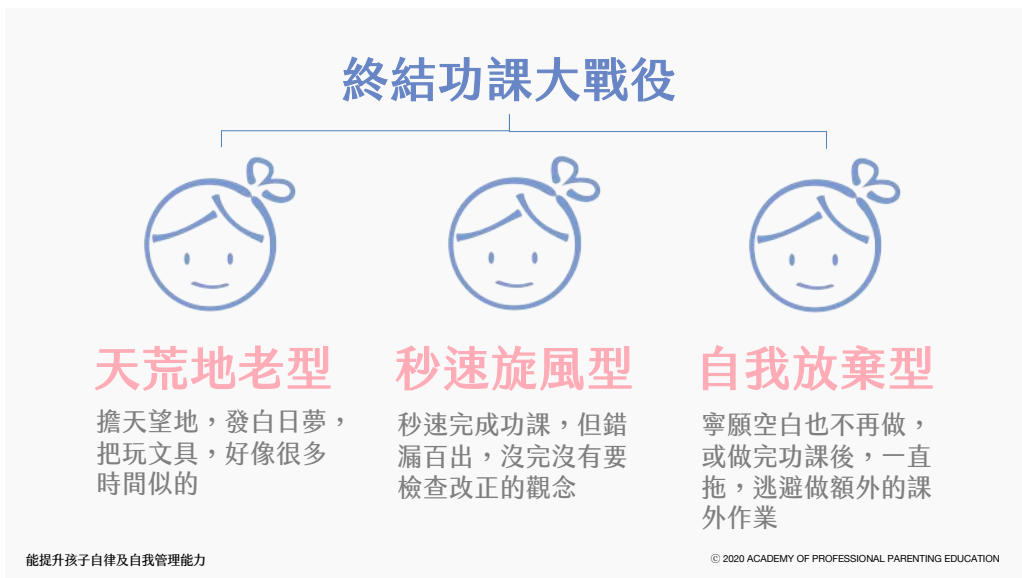 終結功課大戰役
天荒地老型
擔天望地，發白日夢，
把玩文具，好像很多
時間似的
秒速旋風型
秒速完成功課，但錯
漏百出，沒完沒有要
檢查改正的觀念
自我放棄型
寧願空白也不再做，
或做完功課後，一直
拖，逃避做額外的課
外作業
能提升孩子自律及自我管理能力
© 2020 ACADEMY OF PROFESSIONAL PARENTING EDUCATION